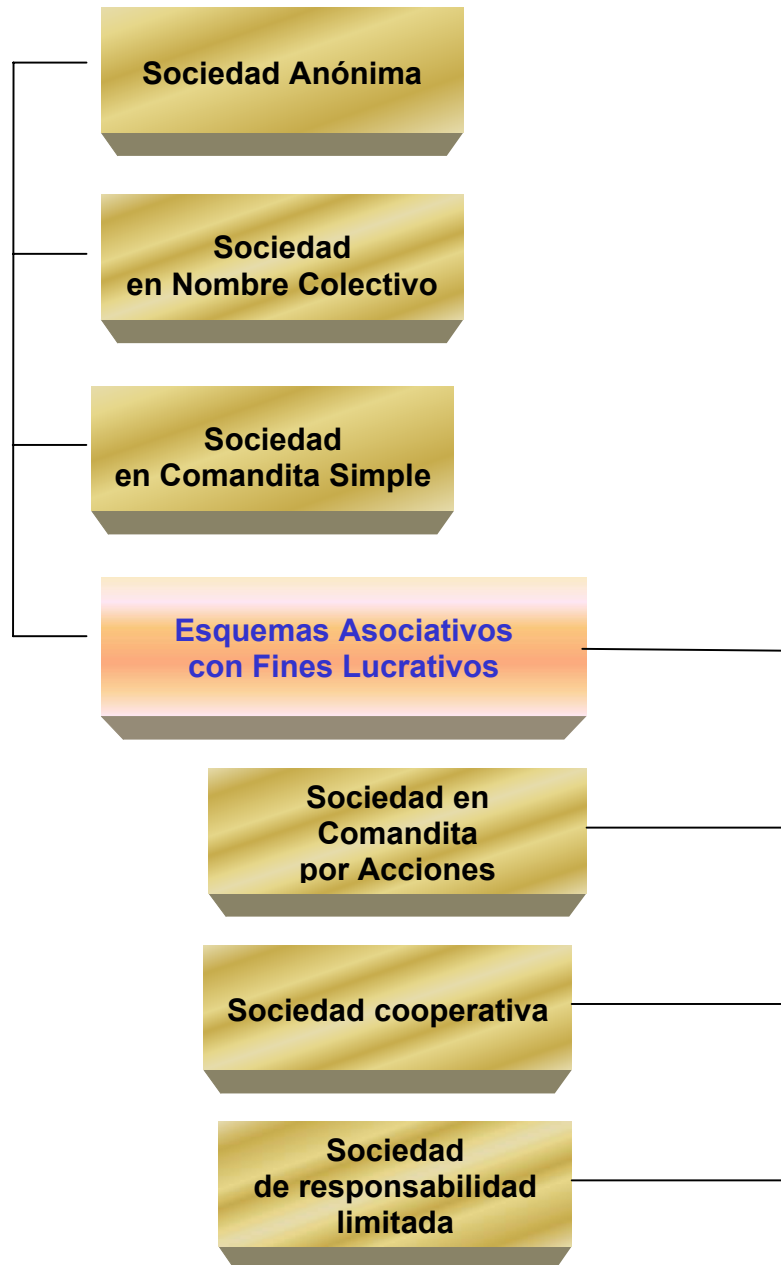 Sociedad Anónima
Sociedad
en Nombre Colectivo
Sociedad
en Comandita Simple
Esquemas Asociativos
con Fines Lucrativos
Sociedad en
Comandita
por Acciones
Sociedad cooperativa
Sociedad
de responsabilidad
limitada